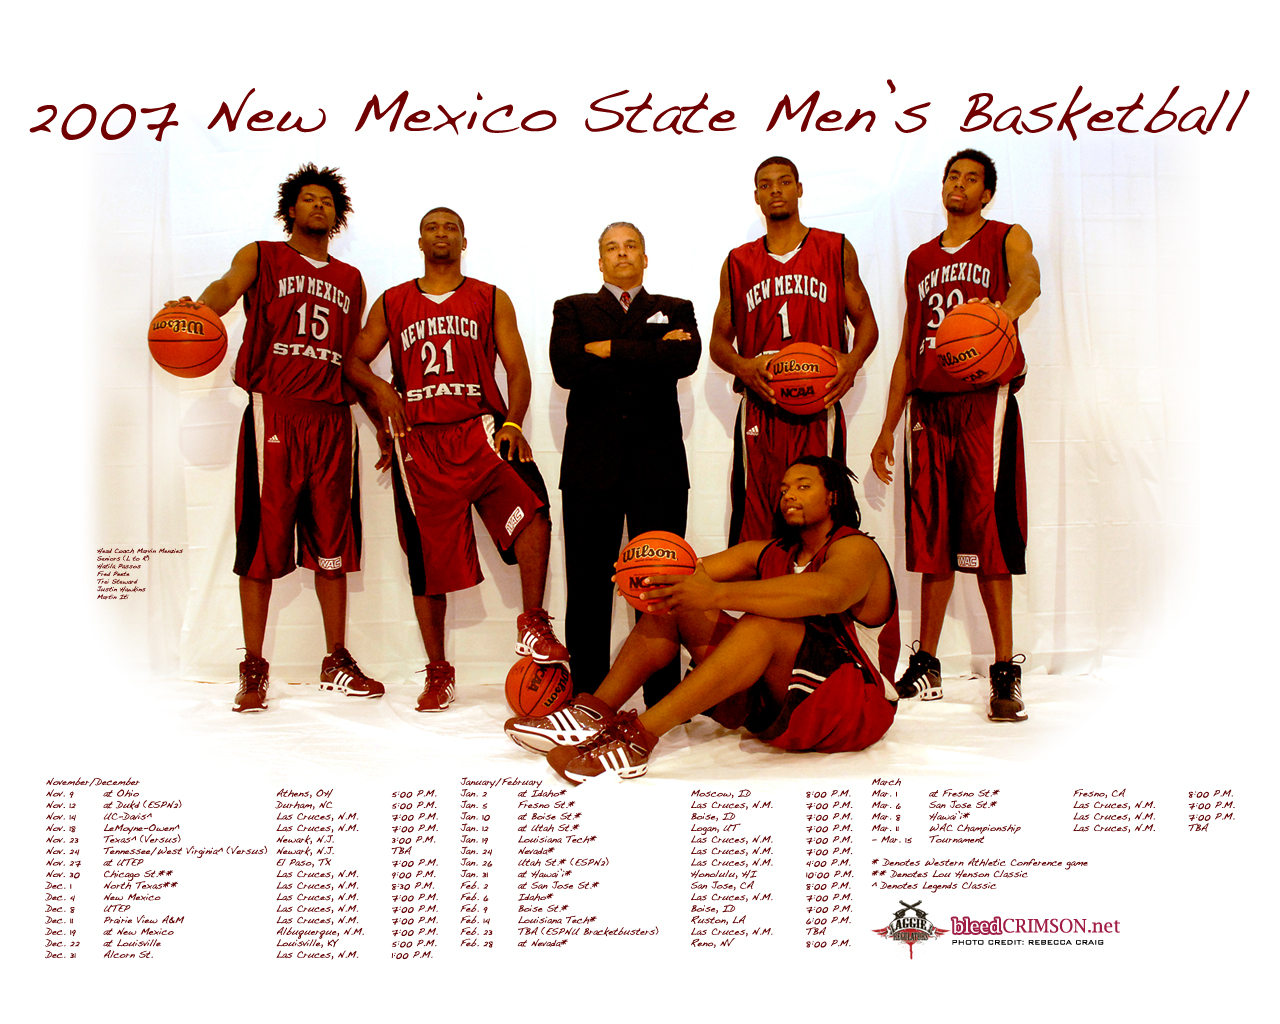 2007 New Mexico State Men's Basketball
NEW MEXICO
15
STATE
NEW MEXICO
21
STATE
NEW MEXICO
1
NEW MEXICO
Wilson
Wilson
NCAA
Wilson
Wilson
WAC
WAC
WAC
Head Coach Marvin Menzies
Seniors (L to R)
Hatila Passos
Fred Peete
Trei Steward
Justin Hawkins
Martin Iti
November/December
Nov. 9 at Ohio Athens, OH 5:00 P.M.
Nov. 12 at Dukd (ESPN2) Durham, NC 5:00 P.M.
Nov. 14 UC-Davis^ Las Cruces, N.M. 7:00 P.M.
Nov. 18 LeMoyne-Owen^ Las Cruces, N.M. 7:00 P.M.
Nov. 23 Texas^ (Versus) Newark, N.J. 3:00 P.M.
Nov. 24 Tennessee/West Virginia^ (Versus) Newark, N.J. TBA
Nov. 27 at UTEP El Paso, TX 7:00 P.M.
Nov. 30 Chicago St.** Las Cruces, N.M. 9:00 P.M.
Dec. 1 North Texas** Las Cruces, N.M. 8:30 P.M.
Dec. 4 New Mexico Las Cruces, N.M. 7:00 P.M.
Dec. 8 UTEP Las Cruces, N.M. 7:00 P.M.
Dec. 11 Prairie View A&M Las Cruces, N.M. 7:00 P.M.
Dec. 19 at New Mexico Albuquerque, N.M. 7:00 P.M.
Dec. 22 at Louisville Louisville, KY 5:00 P.M.
Dec. 31 Alcorn St. Las Cruces, N.M. 1:00 P.M.
January/February
Jan. 2 at Idaho* Moscow, ID 8:00 P.M.
Jan. 5 Fresno St.* Las Cruces, N.M. 7:00 P.M.
Jan. 10 at Boise St.* Boise, ID 7:00 P.M.
Jan. 12 at Utah St.* Logan, UT 7:00 P.M.
Jan. 19 Louisiana Tech* Las Cruces, N.M. 7:00 P.M.
Jan. 24 Nevada* Las Cruces, N.M. 7:00 P.M.
Jan. 26 Utah St.* (ESPN2) Las Cruces, N.M. 4:00 P.M.
Jan. 31 at Hawai'i* Honolulu, HI 10:00 P.M.
Feb. 2 at San Jose St.* San Jose, CA 8:00 P.M.
Feb. 6 Idaho* Las Cruces, N.M. 7:00 P.M.
Feb. 9 Boise St.* Boise, ID 7:00 P.M.
Feb. 14 Louisiana Tech* Ruston, LA 6:00 P.M.
Feb. 23 TBA (ESPNU Bracketbusters) Las Cruces, N.M. TBA
Feb. 28 at Nevada* Reno, NV 8:00 P.M.
March
Mar. 1 at Fresno St.* Fresno, CA 8:00 P.M.
Mar. 6 San Jose St.* Las Cruces, N.M. 7:00 P.M.
Mar. 8 Hawai'i* Las Cruces, N.M. 7:00 P.M.
Mar. 11 WAC Championship Las Cruces, N.M. TBA
- Mar. 15 Tournament
* Denotes Western Athletic Conference game
** Denotes Lou Henson Classic
^ Denotes Legends Classic
AGGIE
REGULATORS
bleedCRIMSON.net
PHOTO CREDIT: REBECCA CRAIG